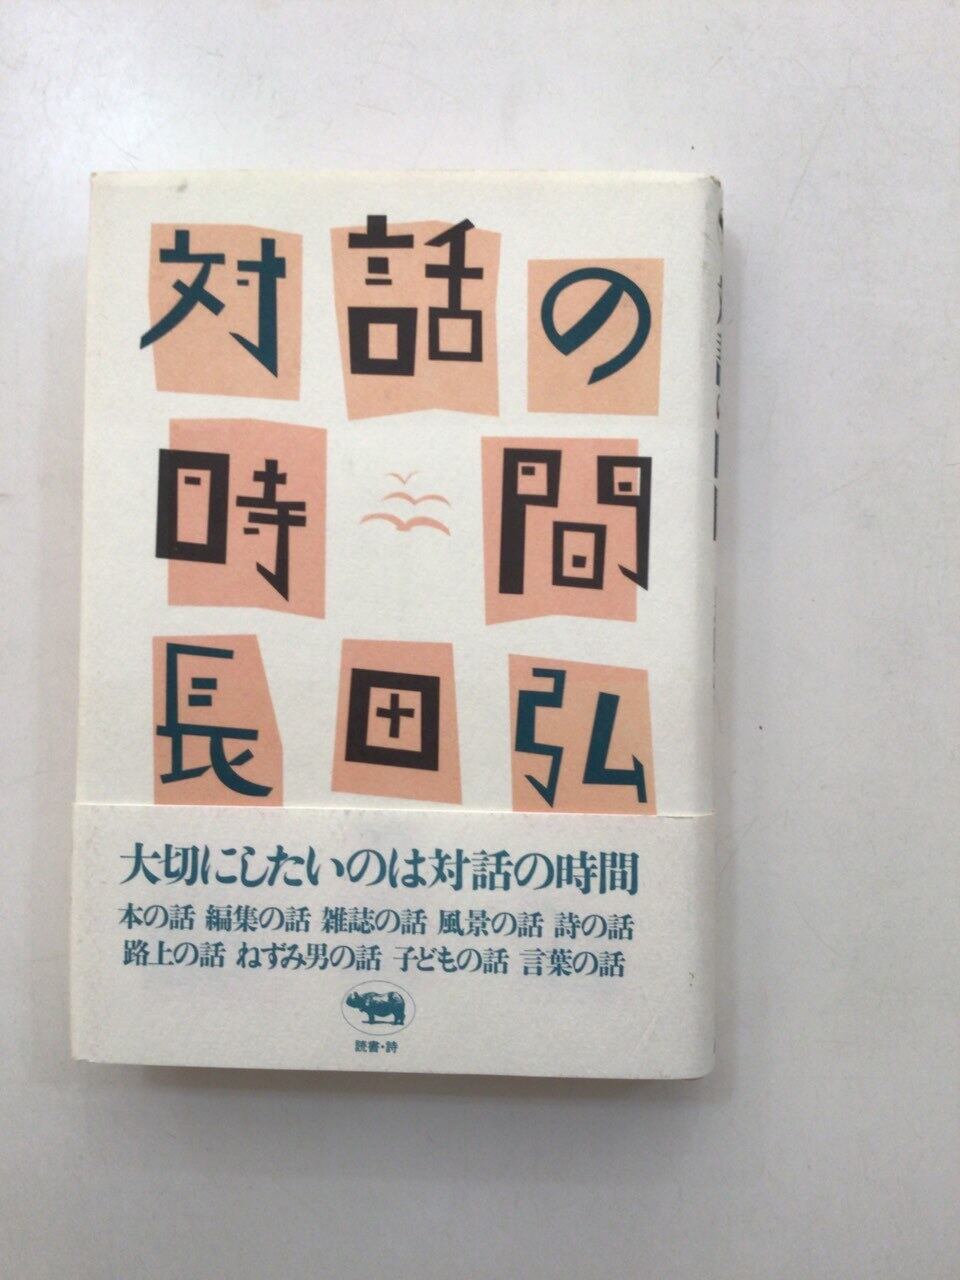 対話の
時間
長田弘
大切にしたいのは対話の時間
本の話 編集の話 雑誌の話 風景の話 詩の話
路上の話 ねずみ男の話 子どもの話 言葉の話
読書・詩